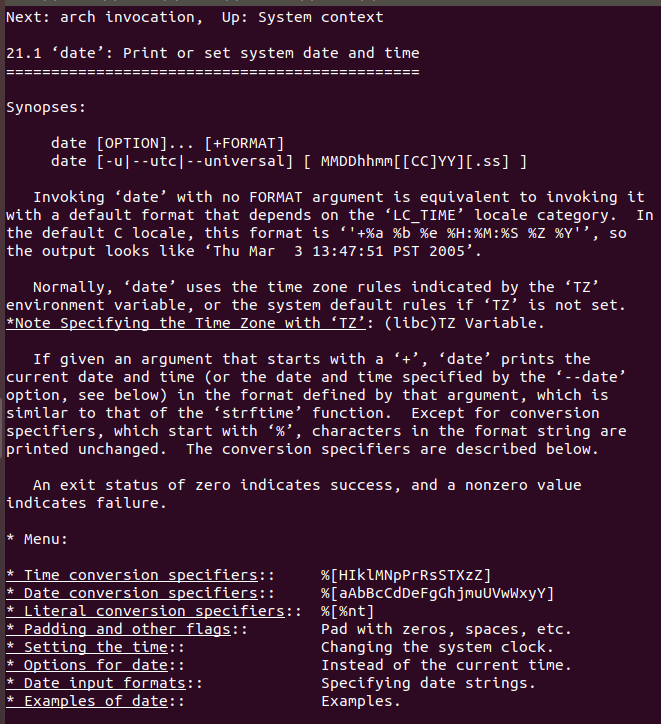 Next: arch invocation,  Up: System context
21.1 ‘date’: Print or set system date and time
==============================================
Synopses:
date [OPTION]... [+FORMAT]
date [-u|--utc|--universal] [ MMDDhhmm[[CC]YY][.ss] ]
Invoking ‘date’ with no FORMAT argument is equivalent to invoking it
with a default format that depends on the ‘LC_TIME’ locale category.  In
the default C locale, this format is ‘'+%a %b %e %H:%M:%S %Z %Y'’, so
the output looks like ‘Thu Mar  3 13:47:51 PST 2005’.
Normally, ‘date’ uses the time zone rules indicated by the ‘TZ’
environment variable, or the system default rules if ‘TZ’ is not set.
*Note Specifying the Time Zone with ‘TZ’: (libc)TZ Variable.
If given an argument that starts with a ‘+’, ‘date’ prints the
current date and time (or the date and time specified by the ‘--date’
option, see below) in the format defined by that argument, which is
similar to that of the ‘strftime’ function.  Except for conversion
specifiers, which start with ‘%’, characters in the format string are
printed unchanged.  The conversion specifiers are described below.
An exit status of zero indicates success, and a nonzero value
indicates failure.
* Menu:
* Time conversion specifiers::     %[HIklMNpPrRsSTXzZ]
* Date conversion specifiers::     %[aAbBcCdDeFgGhjmuUVwWxyY]
* Literal conversion specifiers::  %[%nt]
* Padding and other flags::        Pad with zeros, spaces, etc.
* Setting the time::               Changing the system clock.
* Options for date::               Instead of the current time.
* Date input formats::             Specifying date strings.
* Examples of date::               Examples.